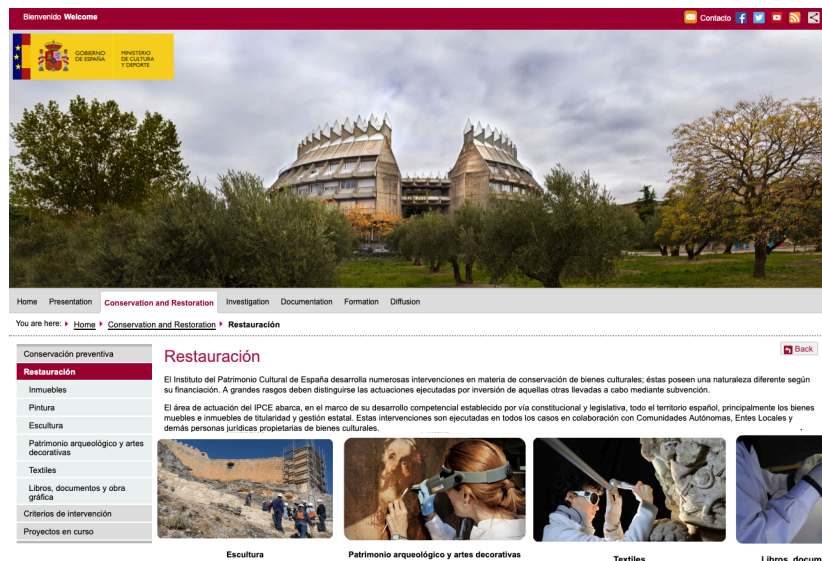 Bienvenido Welcome
Contacto
GOBIERNO
DE ESPAÑA
MINISTERIO
DE CULTURA
Y DEPORTE
Home Presentation Conservation and Restoration Investigation Documentation Formation Diffusion
You are here: Home Conservation and Restoration Restauración
Conservación preventiva
Restauración
Inmuebles
Pintura
Escultura
Patrimonio arqueológico y artes
decorativas
Textiles
Libros, documentos y obra
gráfica
Criterios de intervención
Proyectos en curso
Restauración
Back
El Instituto del Patrimonio Cultural de España desarrolla numerosas intervenciones en materia de conservación de bienes culturales; éstas poseen una naturaleza diferente según
su financiación. A grandes rasgos deben distinguirse las actuaciones ejecutadas por inversión de aquellas otras llevadas a cabo mediante subvención.
El área de actuación del IPCE abarca, en el marco de su desarrollo competencial establecido por vía constitucional y legislativa, todo el territorio español, principalmente los bienes
muebles e inmuebles de titularidad y gestión estatal. Estas intervenciones son ejecutadas en todos los casos en colaboración con Comunidades Autónomas, Entes Locales y
demás personas jurídicas propietarias de bienes culturales.
Escultura
Patrimonio arqueológico y artes decorativas
Textiles
Libros, docum